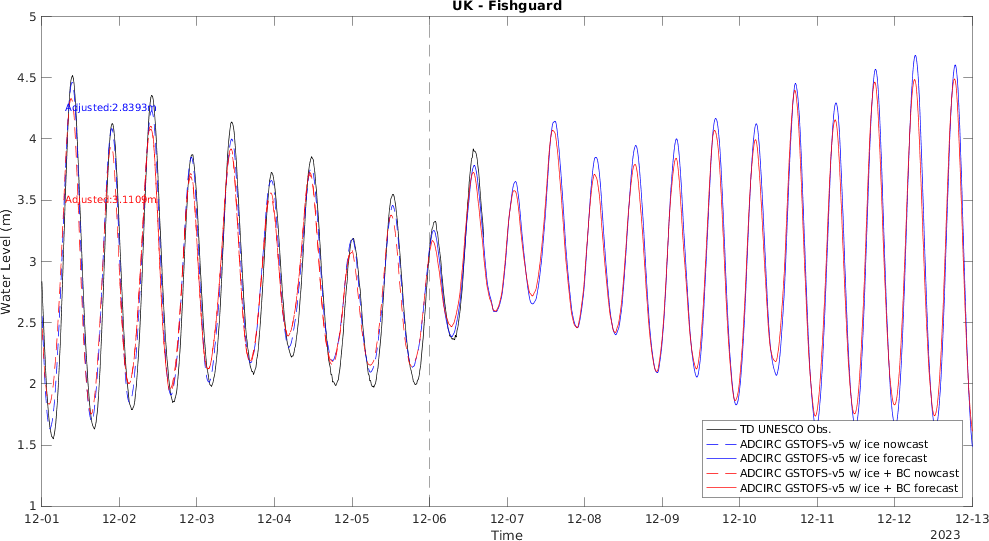 UK - Fishguard
5
4.5
4
3.5
3
2.5
2
1.5
1
Water Level (m)
Adjusted:2.8393m
Adjusted:3.1109m
TD UNESCO Obs.
ADCIRC GSTOFS-v5 w/ ice nowcast
ADCIRC GSTOFS-v5 w/ ice forecast
ADCIRC GSTOFS-v5 w/ ice + BC nowcast
ADCIRC GSTOFS-v5 w/ ice + BC forecast
12-01 12-02 12-03 12-04 12-05 12-06 12-07 12-08 12-09 12-10 12-11 12-12 12-13
Time
2023